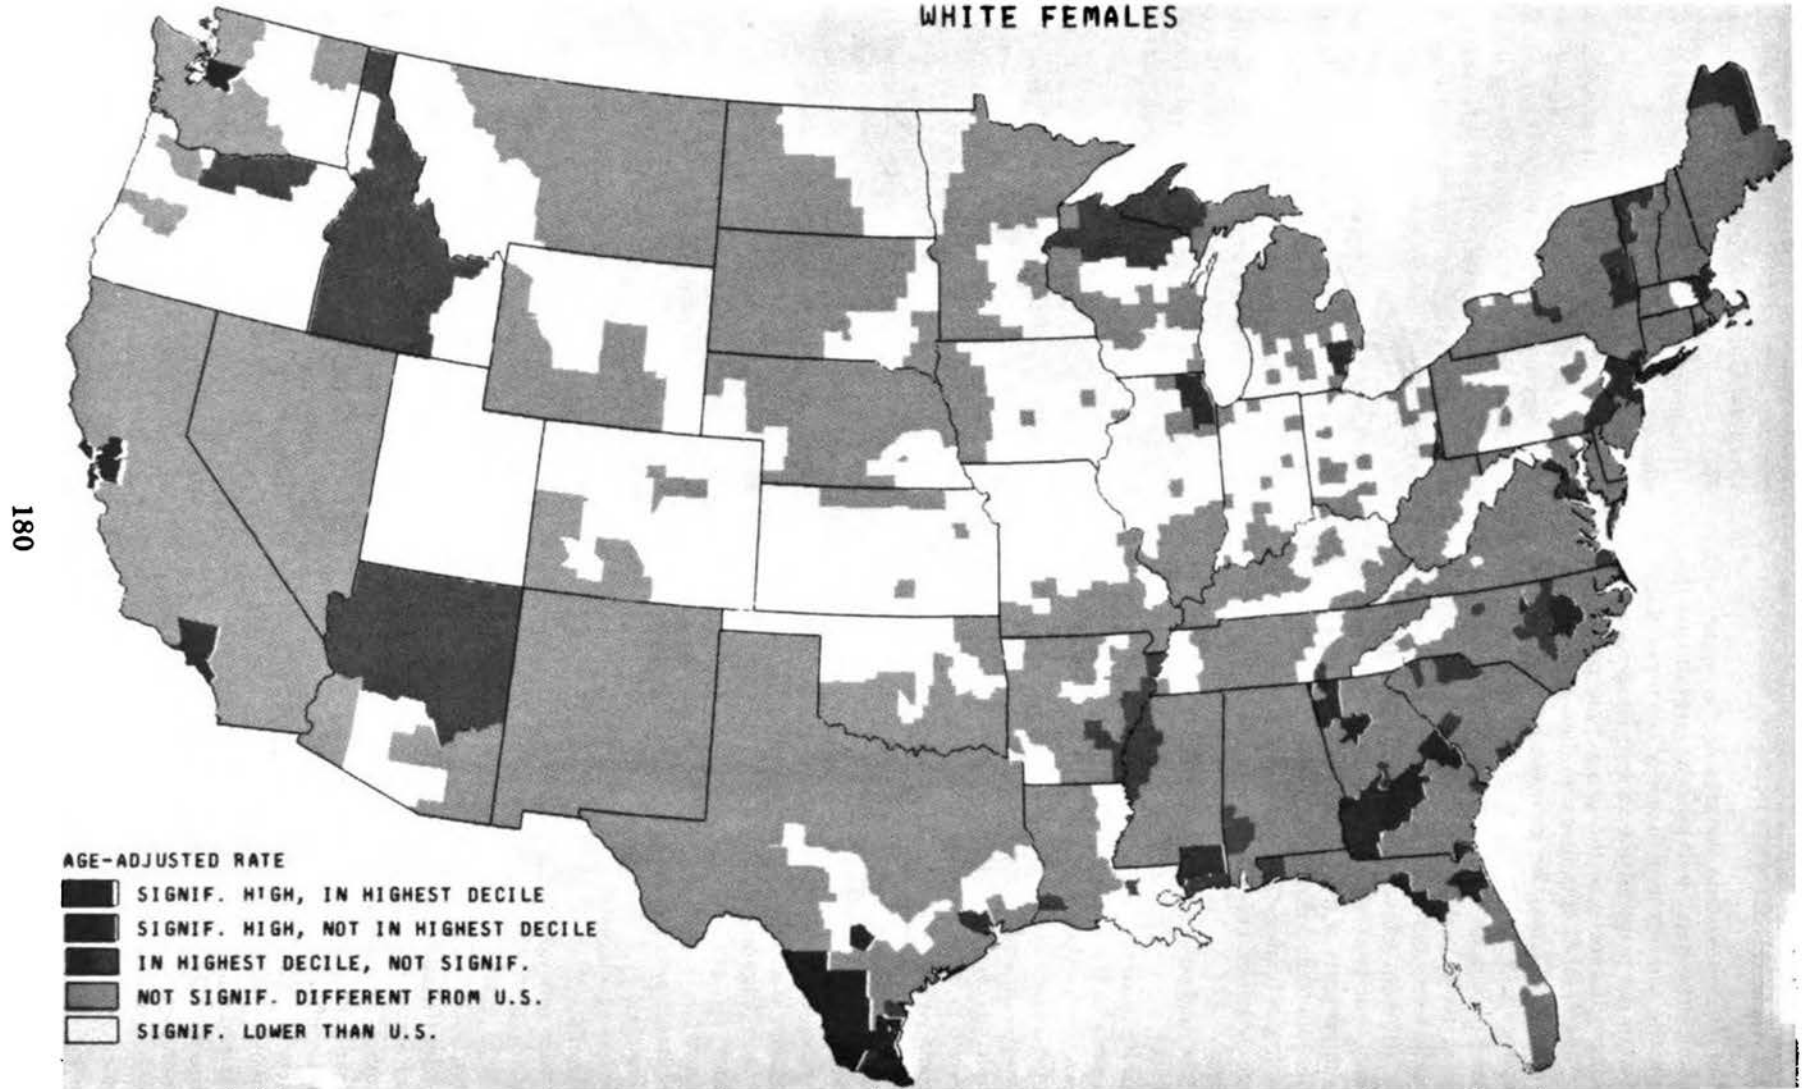 WHITE FEMALES
180
AGE-ADJUSTED RATE
SIGNIF. HIGH, IN HIGHEST DECILE
SIGNIF. HIGH, NOT IN HIGHEST DECILE
IN HIGHEST DECILE, NOT SIGNIF.
NOT SIGNIF. DIFFERENT FROM U.S.
SIGNIF. LOWER THAN U.S.